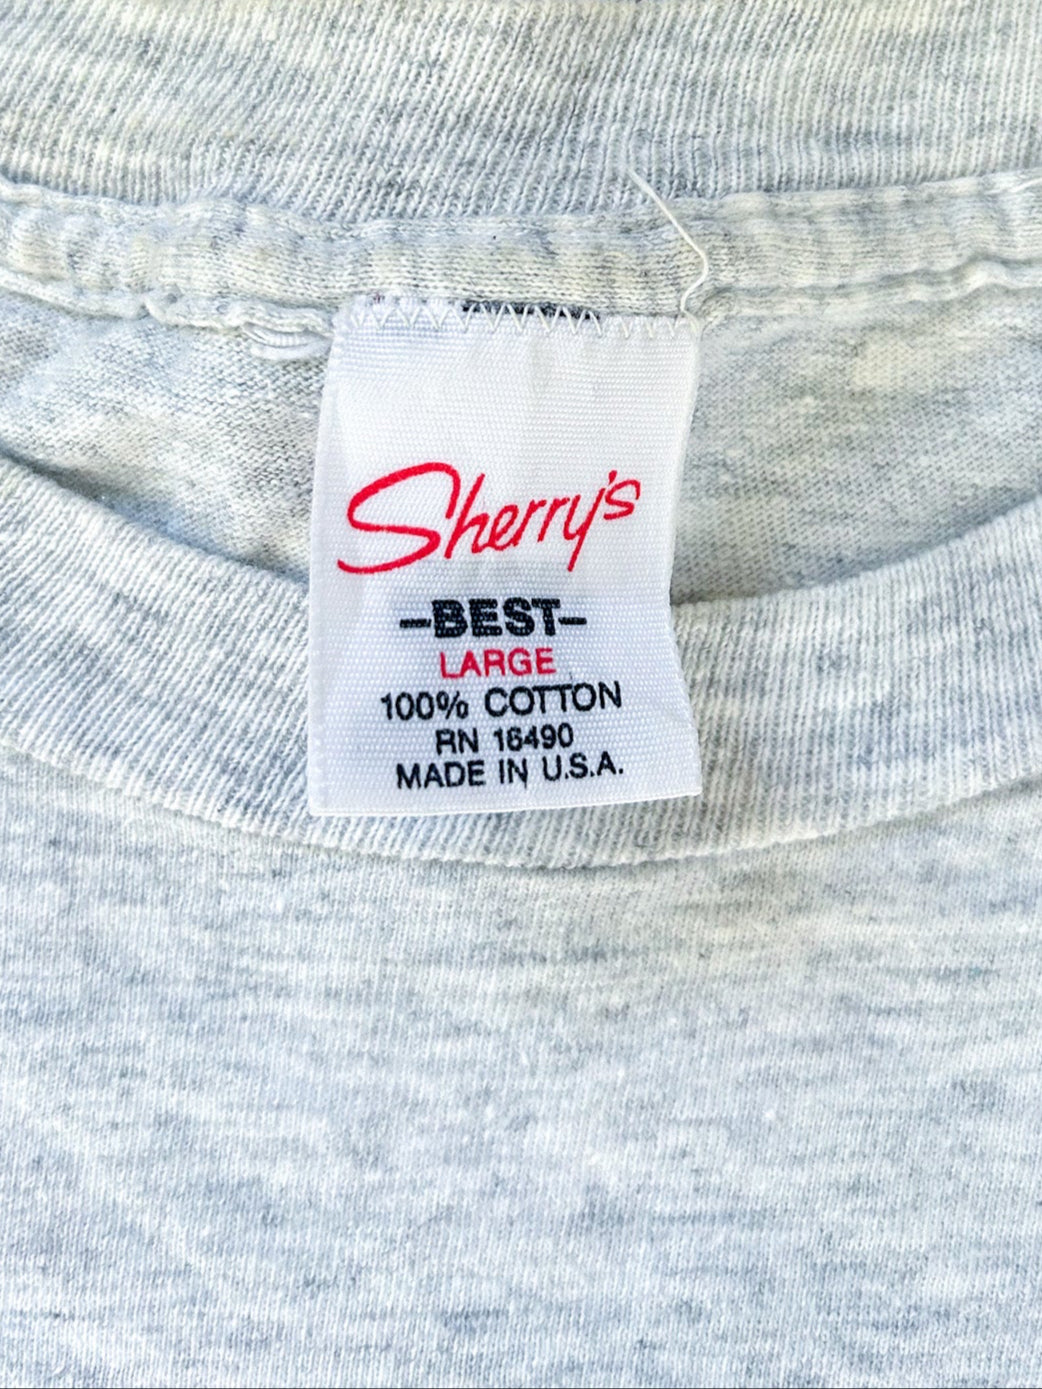 Sherry's
-BEST-
LARGE
100% COTTON
RN 16490
MADE IN U.S.A.